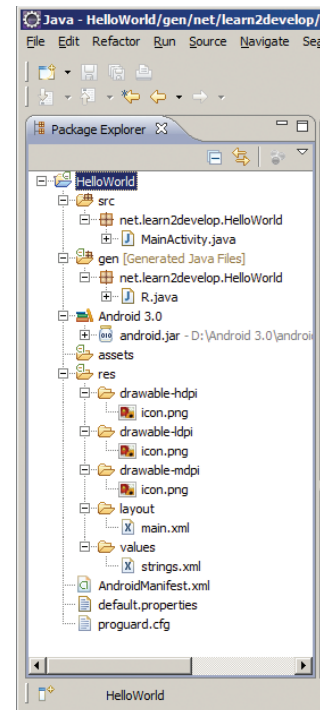 Java - HelloWorld/gen/net/learn2develop/
File Edit Refactor Run Source Navigate Sea
Package Explorer
HelloWorld
src
net.learn2develop.HelloWorld
MainActivity.java
gen [Generated Java Files]
net.learn2develop.HelloWorld
R.java
Android 3.0
android.jar - D:\Android 3.0\androi
assets
res
drawable-hdpi
icon.png
drawable-ldpi
icon.png
drawable-mdpi
icon.png
layout
main.xml
values
strings.xml
AndroidManifest.xml
default.properties
proguard.cfg
HelloWorld